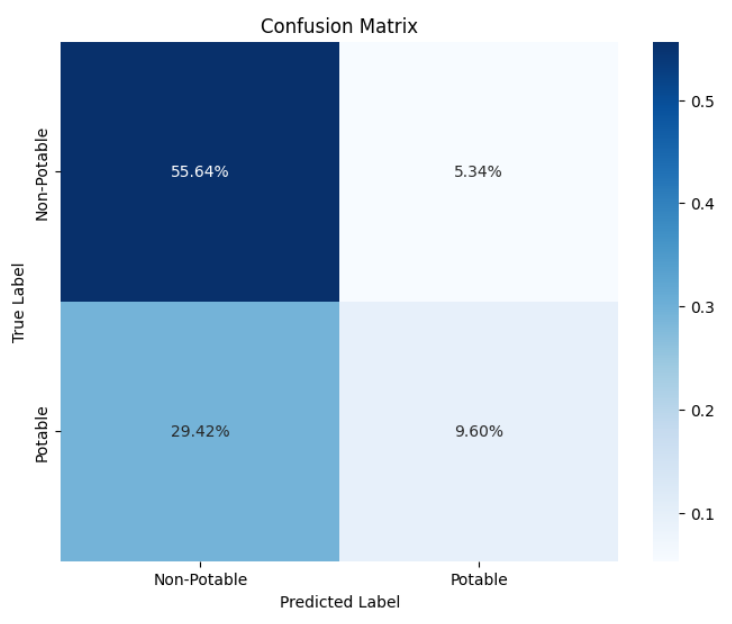 Confusion Matrix
True Label
Non-Potable
55.64%
5.34%
Potable
29.42%
9.60%
Non-Potable
Potable
Predicted Label
0.5
0.4
0.3
0.2
0.1